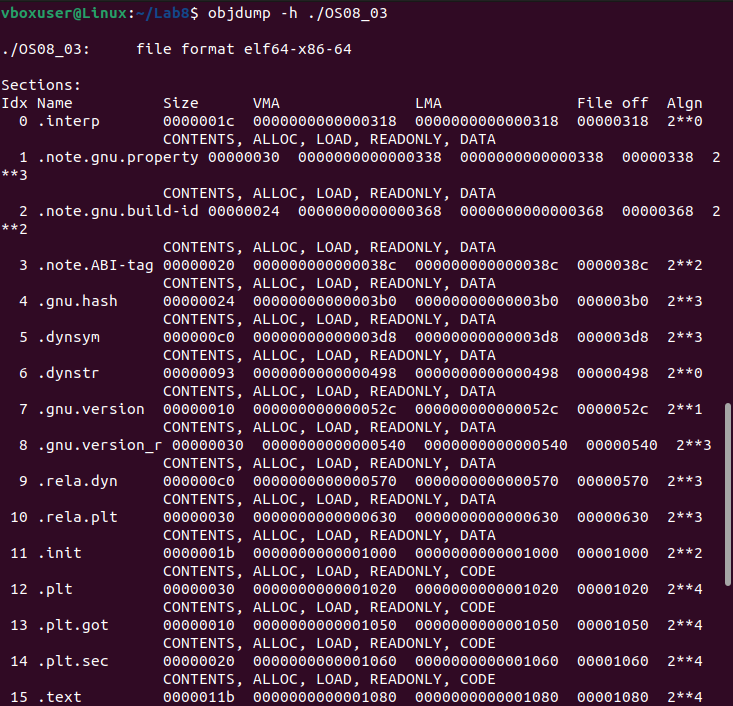 vboxuser@Linux:~/Lab8$ objdump -h ./OS08_03
./OS08_03:     file format elf64-x86-64
Sections:
Idx Name          Size      VMA               LMA               File off  Algn
  0 .interp       0000001c  0000000000000318  0000000000000318  00000318  2**0
                  CONTENTS, ALLOC, LOAD, READONLY, DATA
  1 .note.gnu.property 00000030  0000000000000338  0000000000000338  00000338  2
**3
                  CONTENTS, ALLOC, LOAD, READONLY, DATA
  2 .note.gnu.build-id 00000024  0000000000000368  0000000000000368  00000368  2
**2
                  CONTENTS, ALLOC, LOAD, READONLY, DATA
  3 .note.ABI-tag 00000020  000000000000038c  000000000000038c  0000038c  2**2
                  CONTENTS, ALLOC, LOAD, READONLY, DATA
  4 .gnu.hash     00000024  00000000000003b0  00000000000003b0  000003b0  2**3
                  CONTENTS, ALLOC, LOAD, READONLY, DATA
  5 .dynsym       000000c0  00000000000003d8  00000000000003d8  000003d8  2**3
                  CONTENTS, ALLOC, LOAD, READONLY, DATA
  6 .dynstr       00000093  0000000000000498  0000000000000498  00000498  2**0
                  CONTENTS, ALLOC, LOAD, READONLY, DATA
  7 .gnu.version  00000010  000000000000052c  000000000000052c  0000052c  2**1
                  CONTENTS, ALLOC, LOAD, READONLY, DATA
  8 .gnu.version_r 00000030  0000000000000540  0000000000000540  00000540  2**3
                  CONTENTS, ALLOC, LOAD, READONLY, DATA
  9 .rela.dyn     000000c0  0000000000000570  0000000000000570  00000570  2**3
                  CONTENTS, ALLOC, LOAD, READONLY, DATA
 10 .rela.plt     00000030  0000000000000630  0000000000000630  00000630  2**3
                  CONTENTS, ALLOC, LOAD, READONLY, DATA
 11 .init         0000001b  0000000000001000  0000000000001000  00001000  2**2
                  CONTENTS, ALLOC, LOAD, READONLY, CODE
 12 .plt          00000030  0000000000001020  0000000000001020  00001020  2**4
                  CONTENTS, ALLOC, LOAD, READONLY, CODE
 13 .plt.got      00000010  0000000000001050  0000000000001050  00001050  2**4
                  CONTENTS, ALLOC, LOAD, READONLY, CODE
 14 .plt.sec      00000020  0000000000001060  0000000000001060  00001060  2**4
                  CONTENTS, ALLOC, LOAD, READONLY, CODE
 15 .text         0000011b  0000000000001080  0000000000001080  00001080  2**4